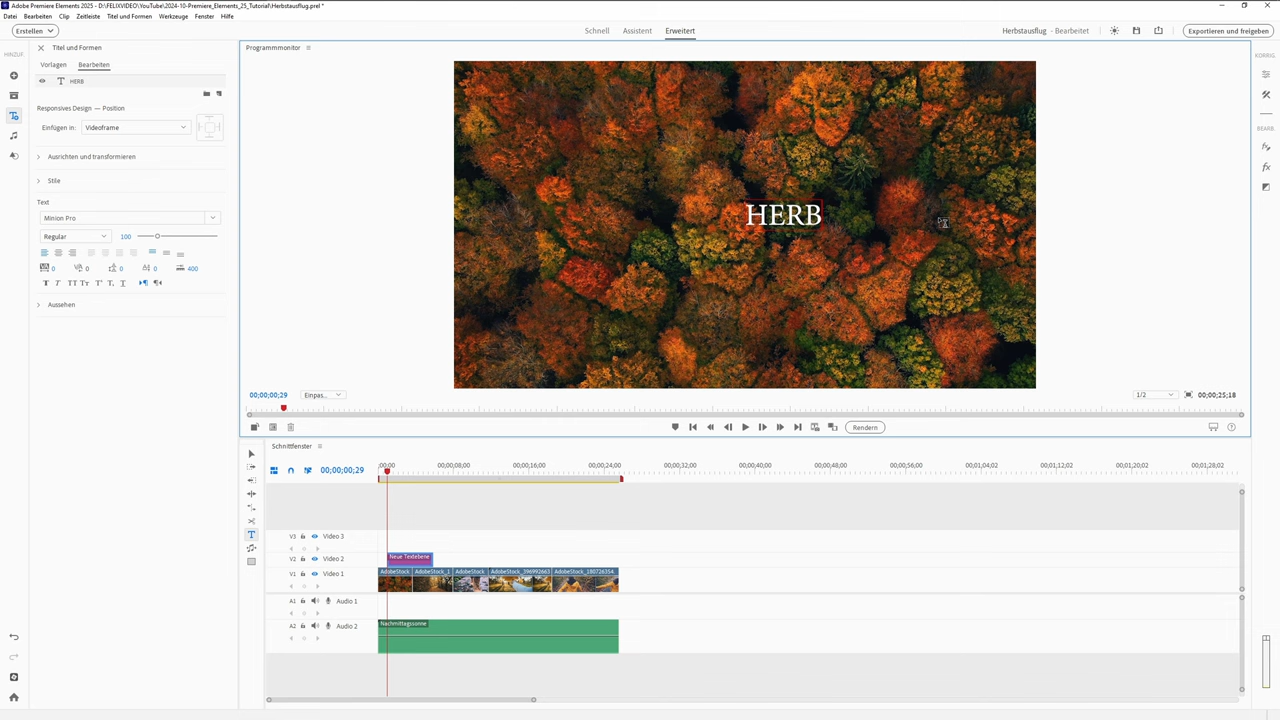 Adobe Premiere Elements 2025 - D:\FELIXVIDEO\YouTube\2024-10-Premiere_Elements_25_Tutorial\Herbstausflug.prel *
Datei Bearbeiten Clip Zeitleiste Titel und Formen Werkzeuge Fenster Hilfe
Erstellen Schnell Assistent Erweitert Herbstausflug - Bearbeitet Exportieren und freigeben
HINZUF Titel und Formen Programmmonitor KORRIG.
Vorlagen Bearbeiten
HERB
Responsives Design — Position
Einfügen in: Videoframe
BEARB
Ausrichten und transformieren
Stile
Text
HERB
Minion Pro
Regular 100
0 0 0 0 400
Aussehen
00;00;00;29 Einpas... 1/2 00;00;25;18
Rendern
Schnittfenster
00;00;00;29 ;00;00 00;00;08;00 00;00;16;00 00;00;24;00 00;00;32;00 00;00;40;00 00;00;48;00 00;00;56;00 00;01;04;02 00;01;12;02 00;01;20;02 00;01;28;02
V3 Video 3
V2 Video 2 Neue Textebene
V1 Video 1 AdobeStock AdobeStock_1 AdobeStock AdobeStock_396992663 AdobeStock_180726354.
A1 Audio 1
A2 Audio 2 Nachmittagssonne